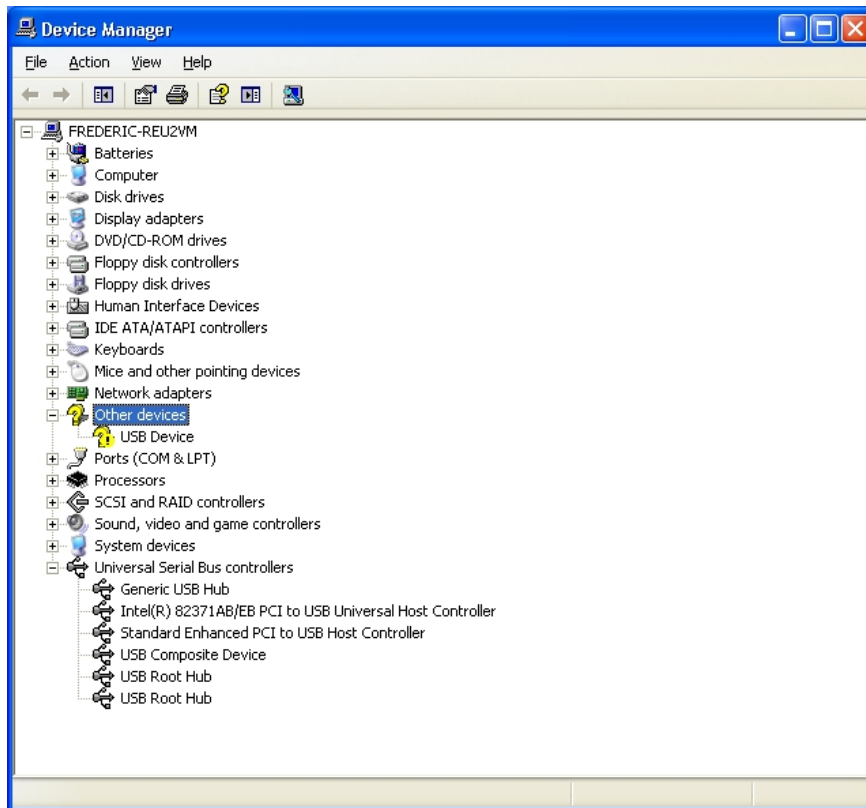 Device Manager
File Action View Help
FREDERIC-REU2VM
Batteries
Computer
Disk drives
Display adapters
DVD/CD-ROM drives
Floppy disk controllers
Floppy disk drives
Human Interface Devices
IDE ATA/ATAPI controllers
Keyboards
Mice and other pointing devices
Network adapters
Other devices
USB Device
Ports (COM & LPT)
Processors
SCSI and RAID controllers
Sound, video and game controllers
System devices
Universal Serial Bus controllers
Generic USB Hub
Intel(R) 82371AB/EB PCI to USB Universal Host Controller
Standard Enhanced PCI to USB Host Controller
USB Composite Device
USB Root Hub
USB Root Hub